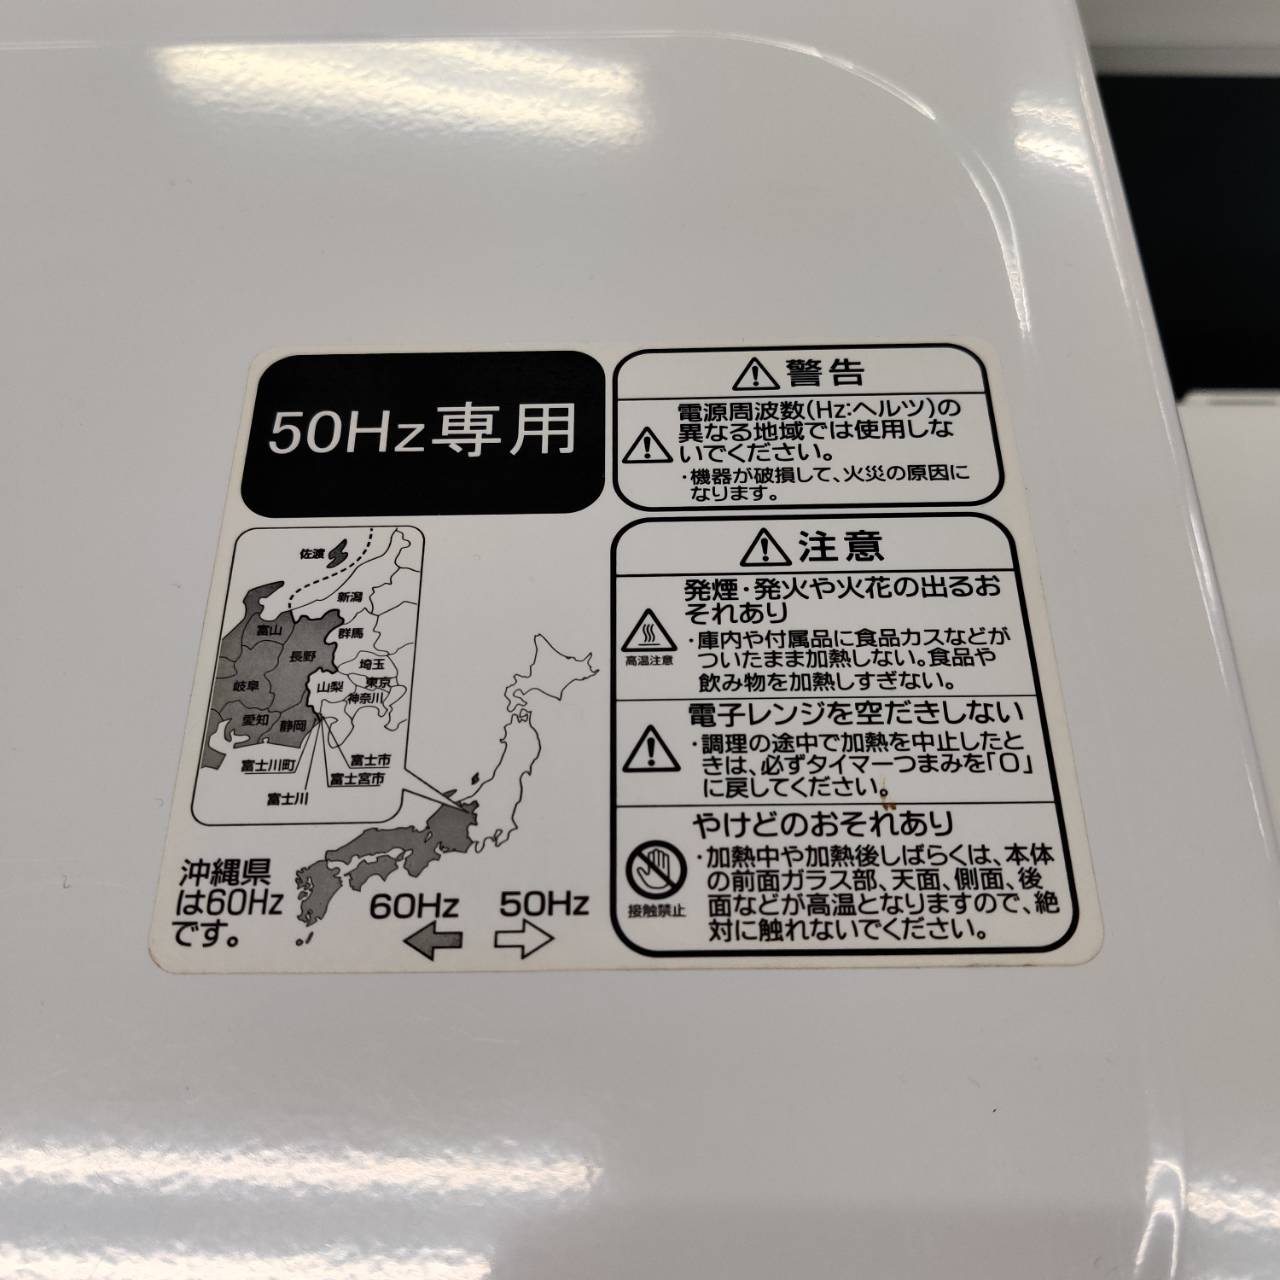 50Hz専用
警告
電源周波数(Hz:ヘルツ)の
異なる地域では使用しな
いでください。
・機器が破損して、火災の原因に
なります。
注意
発煙・発火や火花の出るお
それあり
高温注意
・庫内や付属品に食品カスなどが
ついたまま加熱しない。食品や
飲み物を加熱しすぎない。
電子レンジを空だきしない
・調理の途中で加熱を中止したと
きは、必ずタイマーつまみを「0」
に戻してください。
やけどのおそれあり
接触禁止
・加熱中や加熱後しばらくは、本体
の前面ガラス部、天面、側面、後
面などが高温となりますので、絶
対に触れないでください。
佐渡
新潟
富山
群馬
長野
埼玉
岐阜
山梨
東京
神奈川
愛知
静岡
富士川町
富士市
富士宮市
富士川
沖縄県
は60Hz
です。
60Hz
50Hz